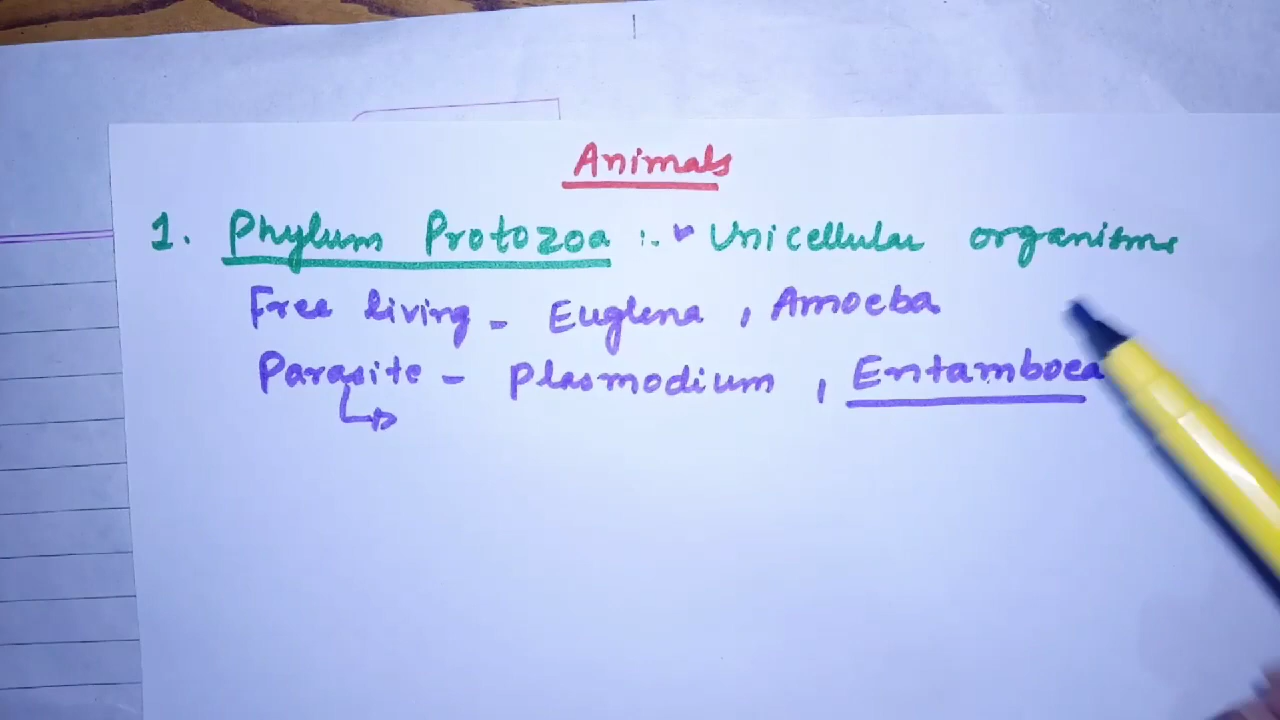 Animals
1. Phylum Protozoa :- Unicellular organisms
Free living - Euglena , Amoeba
Parasite - Plasmodium , Entamboea